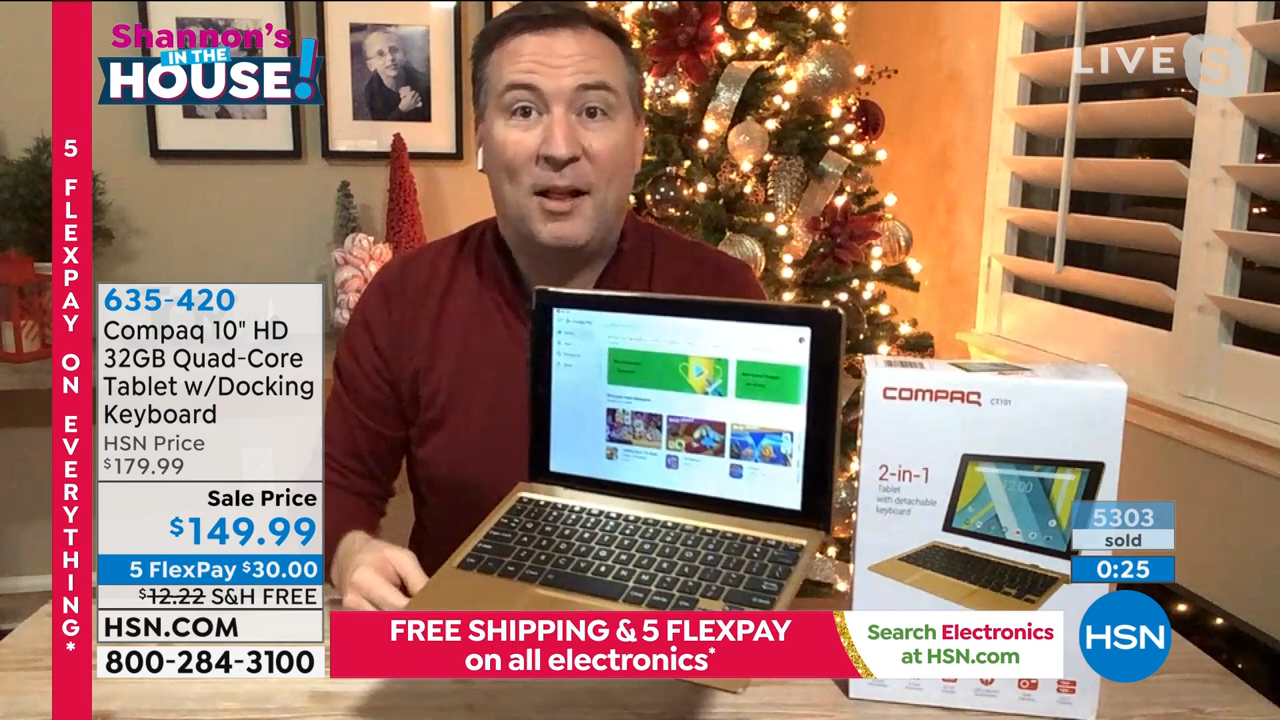 Shannon's
IN THE
HOUSE!
LIVE S
5 FLEXPAY ON EVERYTHING*
635-420
Compaq 10" HD
32GB Quad-Core
Tablet w/Docking
Keyboard
HSN Price
$179.99
Sale Price
$149.99
5 FlexPay $30.00
$12.22 S&H FREE
HSN.COM
800-284-3100
COMPAQ CT101
2-in-1
Tablet
with detachable
keyboard
12:00
5303
sold
0:25
FREE SHIPPING & 5 FLEXPAY
on all electronics*
Search Electronics
at HSN.com
HSN